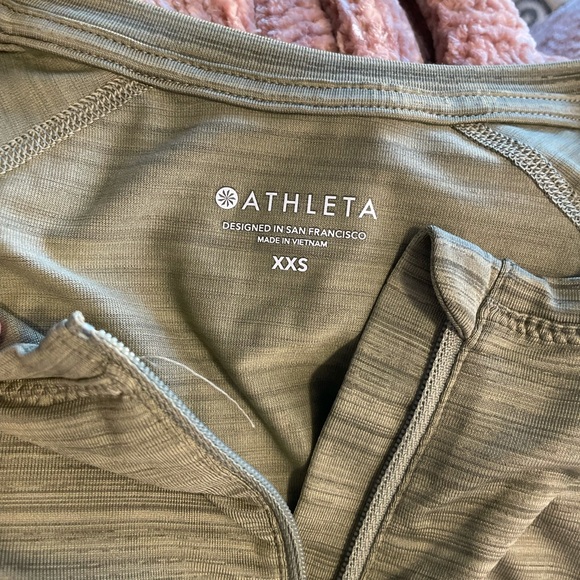 ATHLETA
DESIGNED IN SAN FRANCISCO
MADE IN VIETNAM
XXS